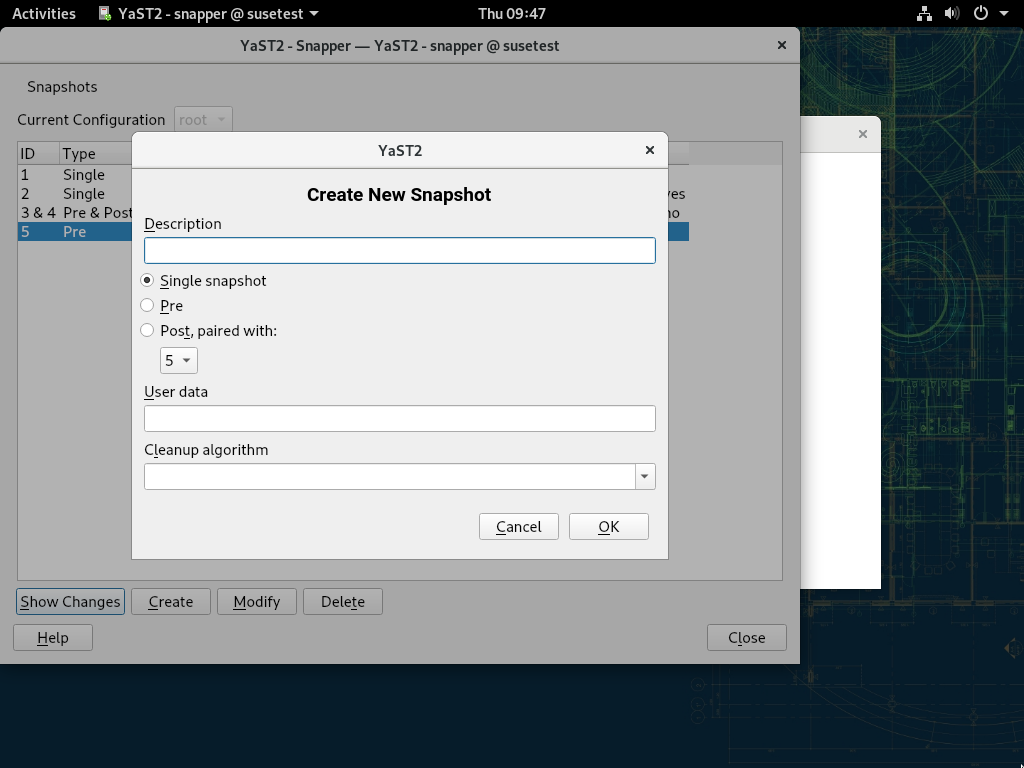 Activities YaST2 - snapper @ susetest Thu 09:47
YaST2 - Snapper — YaST2 - snapper @ susetest
Snapshots
Current Configuration root
ID Type
1 Single
2 Single
3 & 4 Pre & Post
5 Pre
YaST2
Create New Snapshot
Description
Single snapshot
Pre
Post, paired with:
5
User data
Cleanup algorithm
Cancel OK
Show Changes Create Modify Delete
Help Close